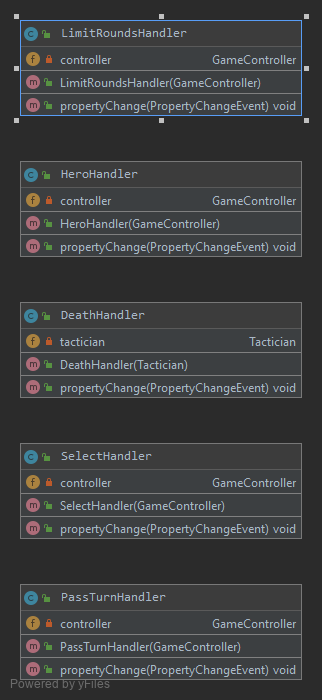 LimitRoundsHandler
controller GameController
LimitRoundsHandler(GameController)
propertyChange(PropertyChangeEvent) void
HeroHandler
controller GameController
HeroHandler(GameController)
propertyChange(PropertyChangeEvent) void
DeathHandler
tactician Tactician
DeathHandler(Tactician)
propertyChange(PropertyChangeEvent) void
SelectHandler
controller GameController
SelectHandler(GameController)
propertyChange(PropertyChangeEvent) void
PassTurnHandler
controller GameController
PassTurnHandler(GameController)
propertyChange(PropertyChangeEvent) void
Powered by yFiles